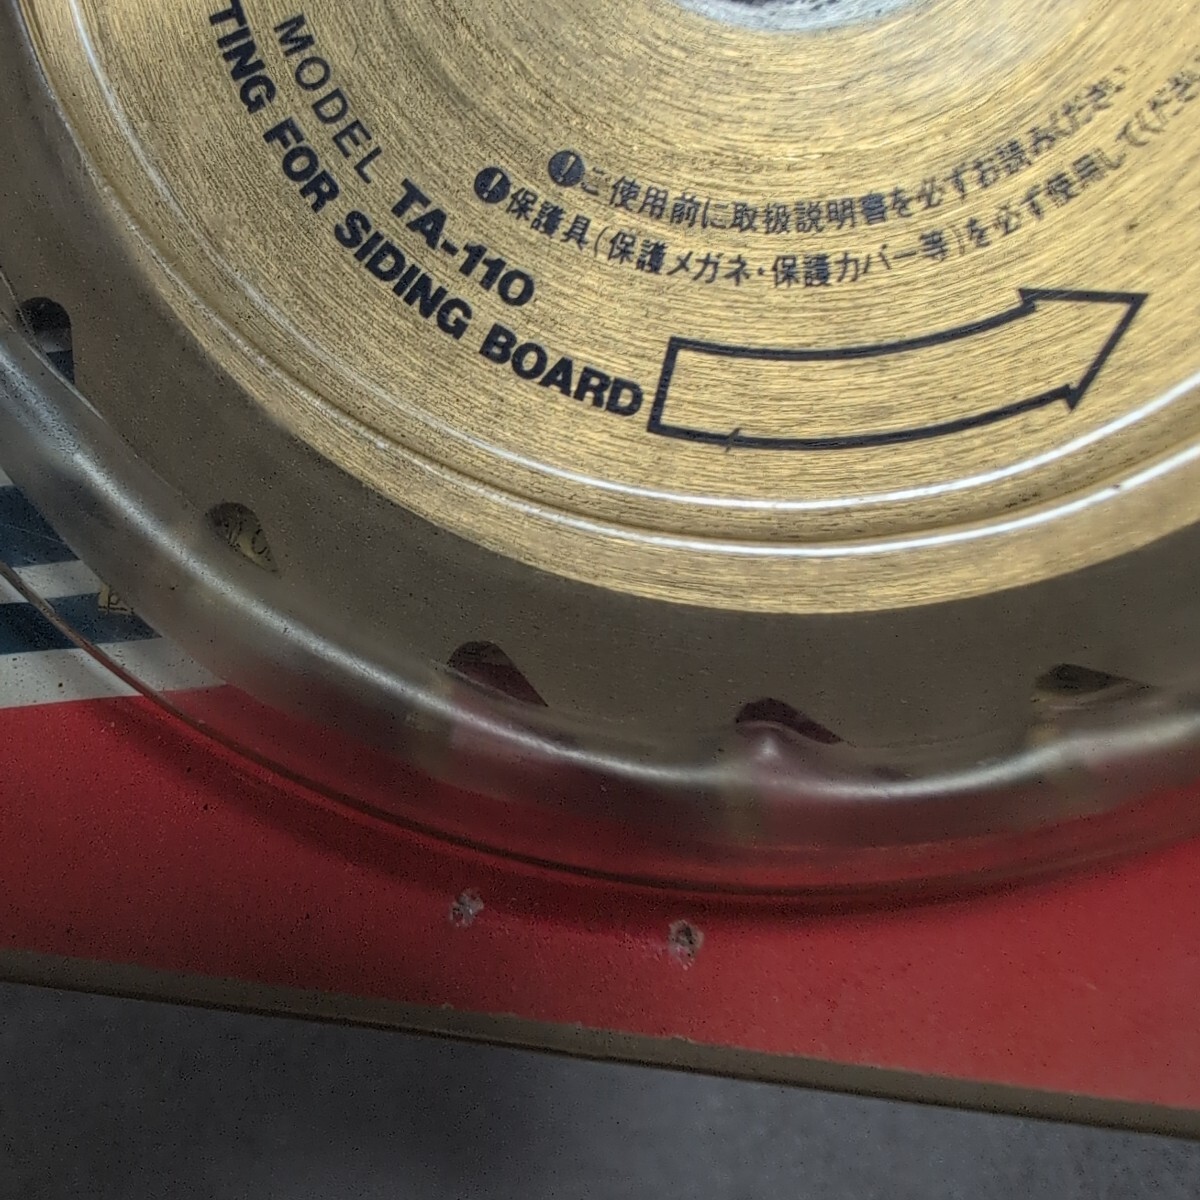 MODEL TA-110
TING FOR SIDING BOARD
ご使用前に取扱説明書を必ずお読みください
保護具(保護メガネ・保護カバー等)を必ず使用してください